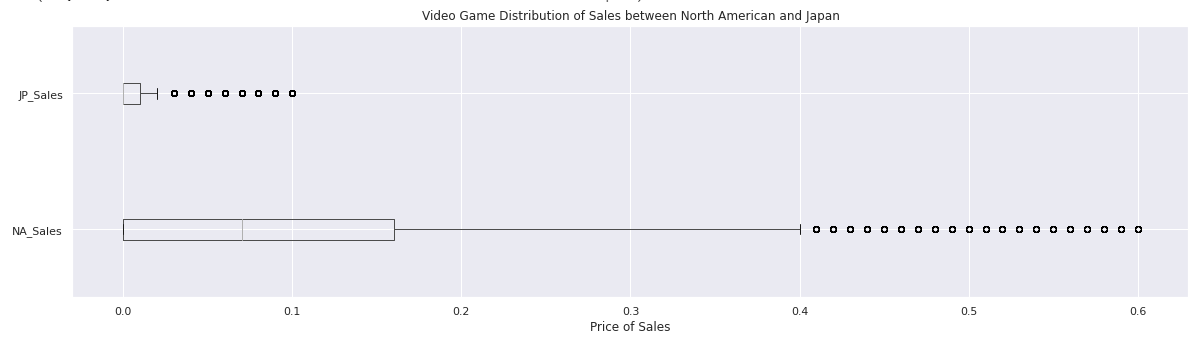 Video Game Distribution of Sales between North American and Japan
JP_Sales
NA_Sales
0.0 0.1 0.2 0.3 0.4 0.5 0.6
Price of Sales